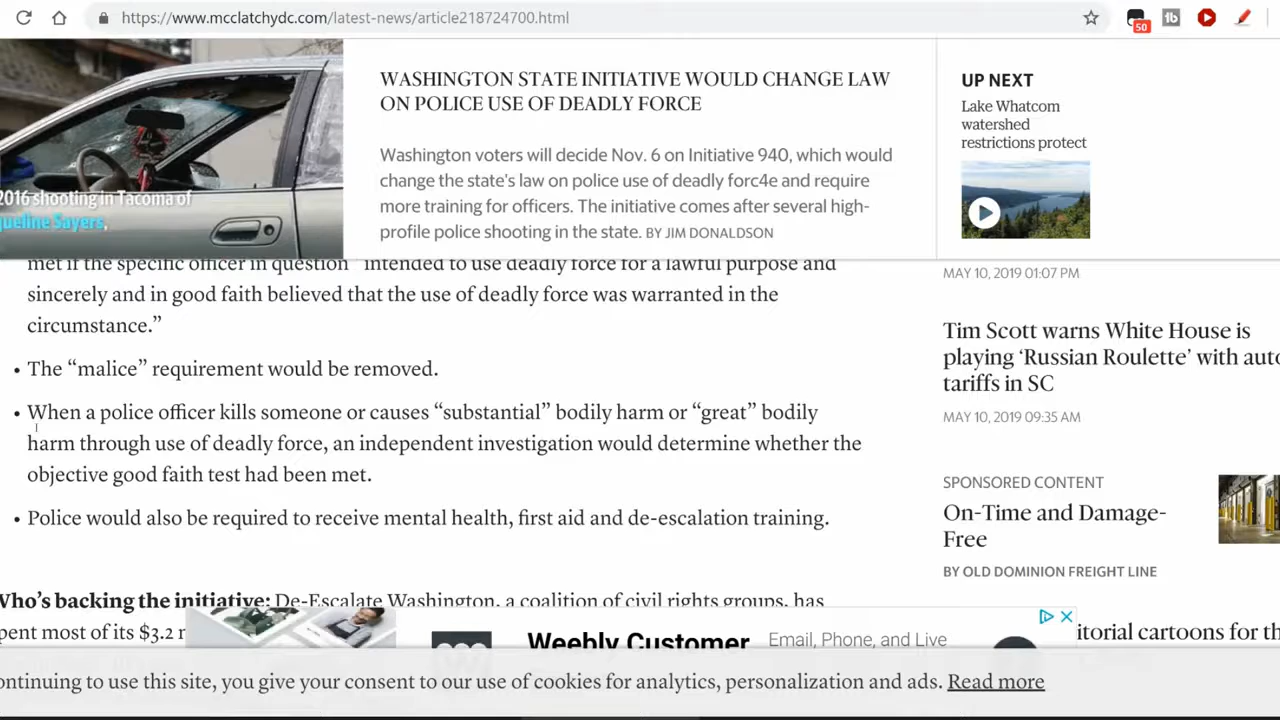 https://www.mcclatchydc.com/latest-news/article218724700.html
50
tb
2016 shooting in Tacoma of
queline Sayers,
WASHINGTON STATE INITIATIVE WOULD CHANGE LAW
ON POLICE USE OF DEADLY FORCE
Washington voters will decide Nov. 6 on Initiative 940, which would
change the state's law on police use of deadly forc4e and require
more training for officers. The initiative comes after several high-
profile police shooting in the state. BY JIM DONALDSON
UP NEXT
Lake Whatcom
watershed
restrictions protect
met if the specific officer in question “intended to use deadly force for a lawful purpose and
sincerely and in good faith believed that the use of deadly force was warranted in the
circumstance.”
• The “malice” requirement would be removed.
• When a police officer kills someone or causes “substantial” bodily harm or “great” bodily
harm through use of deadly force, an independent investigation would determine whether the
objective good faith test had been met.
• Police would also be required to receive mental health, first aid and de-escalation training.
Who’s backing the initiative: De-Escalate Washington, a coalition of civil rights groups, has
pent most of its $3.2 r
MAY 10, 2019 01:07 PM
Tim Scott warns White House is
playing ‘Russian Roulette’ with auto
tariffs in SC
MAY 10, 2019 09:35 AM
SPONSORED CONTENT
On-Time and Damage-
Free
BY OLD DOMINION FREIGHT LINE
itorial cartoons for th
Weebly Customer
Email, Phone, and Live
ontinuing to use this site, you give your consent to our use of cookies for analytics, personalization and ads. Read more